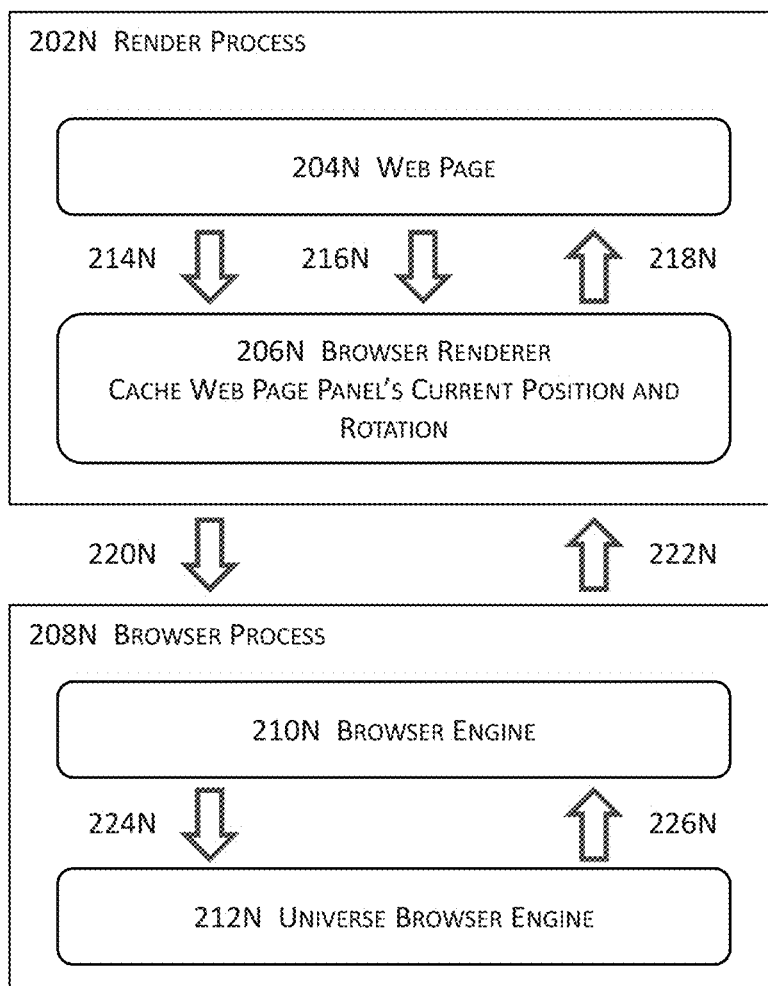 202N RENDER PROCESS
204N WEB PAGE
214N 216N 218N
206N BROWSER RENDERER
CACHE WEB PAGE PANEL'S CURRENT POSITION AND
ROTATION
220N 222N
208N BROWSER PROCESS
210N BROWSER ENGINE
224N 226N
212N UNIVERSE BROWSER ENGINE